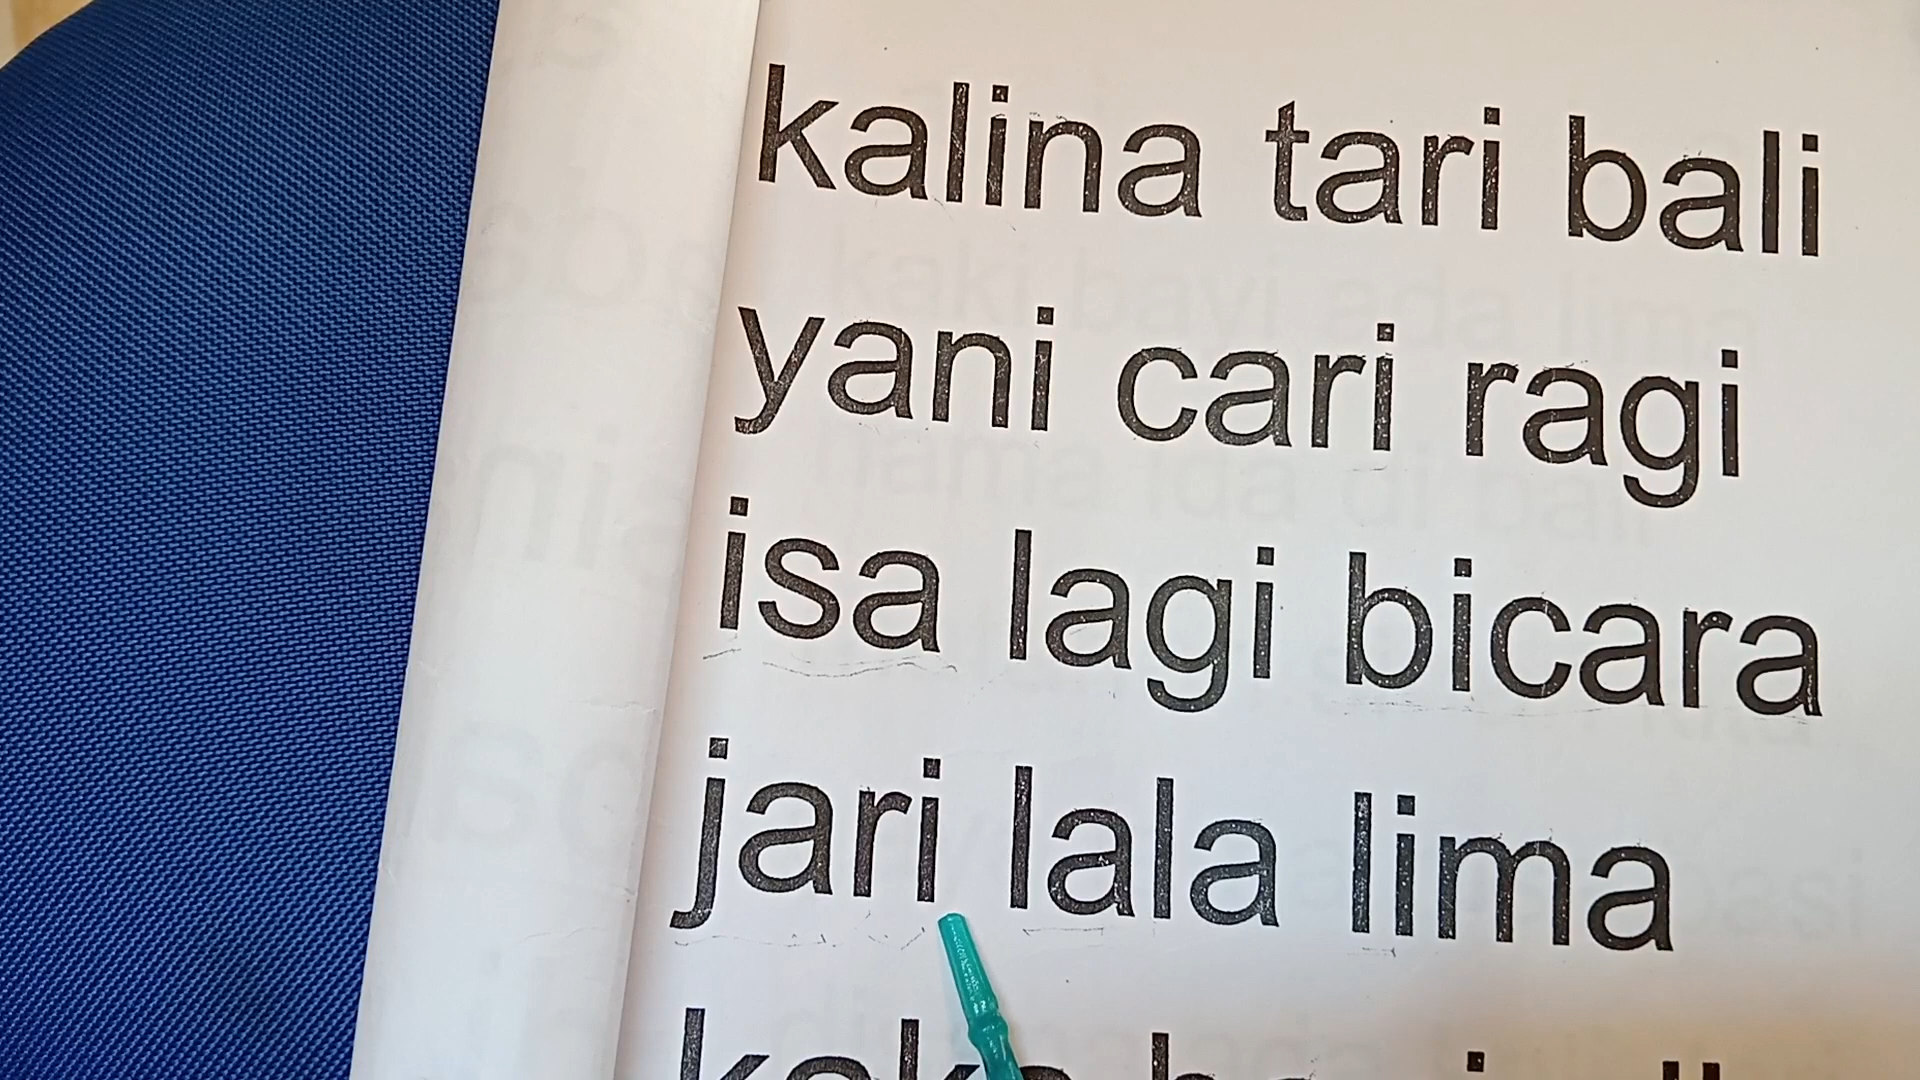 kalina tari bali
yani cari ragi
isa lagi bicara
jari lala lima